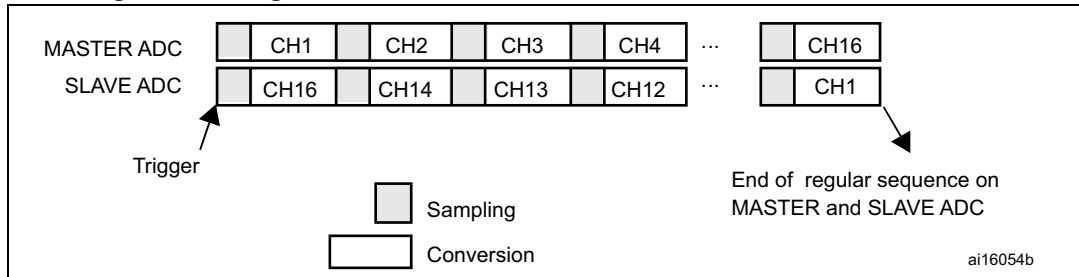 MASTER ADC CH1 CH2 CH3 CH4 ... CH16
SLAVE ADC CH16 CH14 CH13 CH12 ... CH1
Trigger
End of regular sequence on
MASTER and SLAVE ADC
Sampling
Conversion
ai16054b